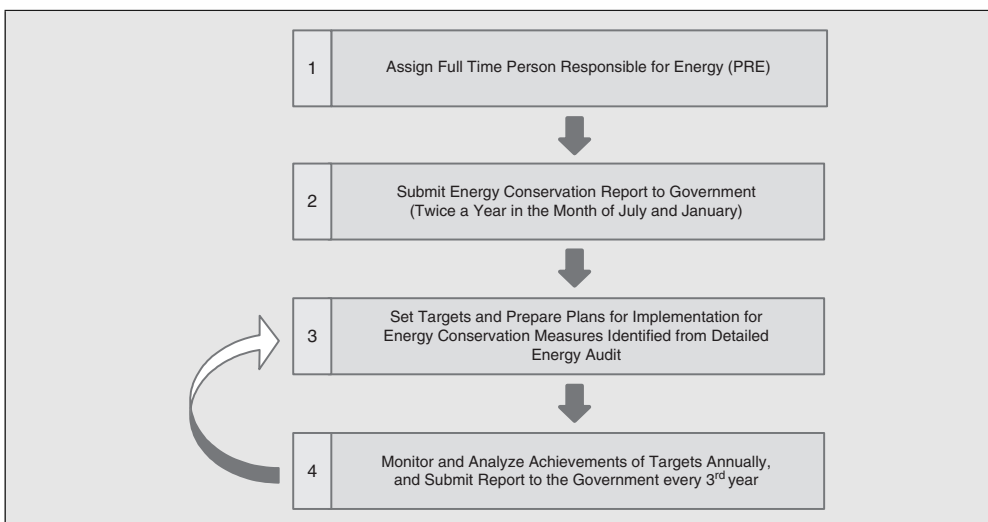 1
Assign Full Time Person Responsible for Energy (PRE)
2
Submit Energy Conservation Report to Government
(Twice a Year in the Month of July and January)
3
Set Targets and Prepare Plans for Implementation for
Energy Conservation Measures Identified from Detailed
Energy Audit
4
Monitor and Analyze Achievements of Targets Annually,
and Submit Report to the Government every 3rd year